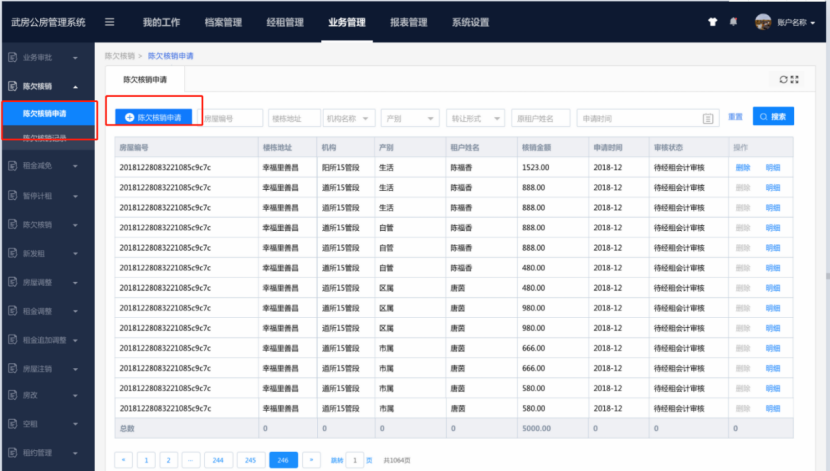 武房公房管理系统 我的工作 档案管理 经租管理 业务管理 报表管理 系统设置 账户名称
业务审批
陈欠核销
陈欠核销申请
陈欠核销记录
租金减免
暂停计租
陈欠核销
新发租
房屋调整
租金调整
租金追加调整
房屋注销
房改
空租
租约管理
陈欠核销 > 陈欠核销申请
陈欠核销申请
陈欠核销申请 房屋编号 楼栋地址 机构名称 产别 转让形式 原租户姓名 申请时间 重置 搜索
房屋编号 楼栋地址 机构 产别 租户姓名 核销金额 申请时间 审核状态 操作
20181228083221085c9c7c 幸福里善昌 阳所15管段 生活 陈福香 1523.00 2018-12 待经租会计审核 删除 明细
20181228083221085c9c7c 幸福里善昌 道所15管段 生活 陈福香 888.00 2018-12 待经租会计审核 删除 明细
20181228083221085c9c7c 幸福里善昌 道所15管段 生活 陈福香 888.00 2018-12 待经租会计审核 删除 明细
20181228083221085c9c7c 幸福里善昌 道所15管段 自管 陈福香 888.00 2018-12 待经租会计审核 删除 明细
20181228083221085c9c7c 幸福里善昌 道所15管段 自管 陈福香 888.00 2018-12 待经租会计审核 删除 明细
20181228083221085c9c7c 幸福里善昌 道所15管段 自管 陈福香 480.00 2018-12 待经租会计审核 删除 明细
20181228083221085c9c7c 幸福里善昌 道所15管段 区属 唐茵 480.00 2018-12 待经租会计审核 删除 明细
20181228083221085c9c7c 幸福里善昌 道所15管段 区属 唐茵 980.00 2018-12 待经租会计审核 删除 明细
20181228083221085c9c7c 幸福里善昌 道所15管段 区属 唐茵 980.00 2018-12 待经租会计审核 删除 明细
20181228083221085c9c7c 幸福里善昌 道所15管段 市属 唐茵 666.00 2018-12 待经租会计审核 删除 明细
20181228083221085c9c7c 幸福里善昌 道所15管段 市属 唐茵 666.00 2018-12 待经租会计审核 删除 明细
20181228083221085c9c7c 幸福里善昌 道所15管段 市属 唐茵 580.00 2018-12 待经租会计审核 删除 明细
20181228083221085c9c7c 幸福里善昌 道所15管段 市属 唐茵 580.00 2018-12 待经租会计审核 删除 明细
总数 0 0 0 0 5000.00 0 0 0
« 1 2 ... 244 245 246 » 跳转 1 页 共1064页